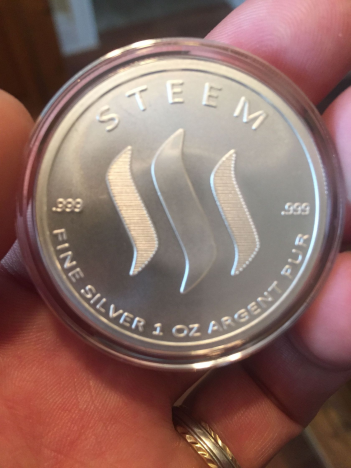 STEEM
.999 .999
FINE SILVER 1 OZ ARGENT PUR